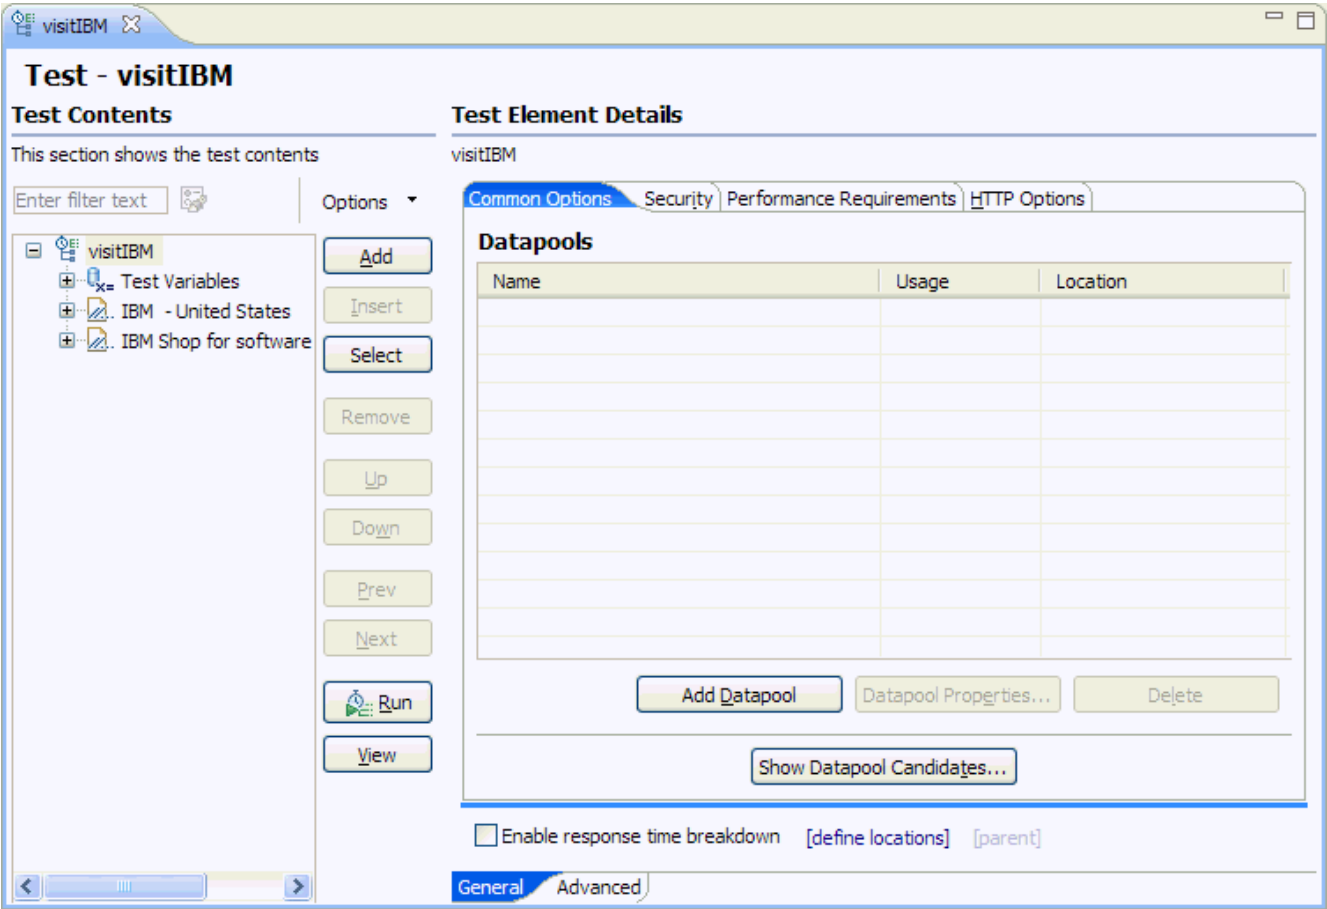 visitIBM
Test - visitIBM
Test Contents
This section shows the test contents
Enter filter text
Options
visitIBM
Test Variables
IBM - United States
IBM Shop for software
Add
Insert
Select
Remove
Up
Down
Prev
Next
Run
View
Test Element Details
visitIBM
Common Options Security Performance Requirements HTTP Options
Datapools
Name Usage Location
Add Datapool Datapool Properties... Delete
Show Datapool Candidates...
Enable response time breakdown [define locations] [parent]
General Advanced